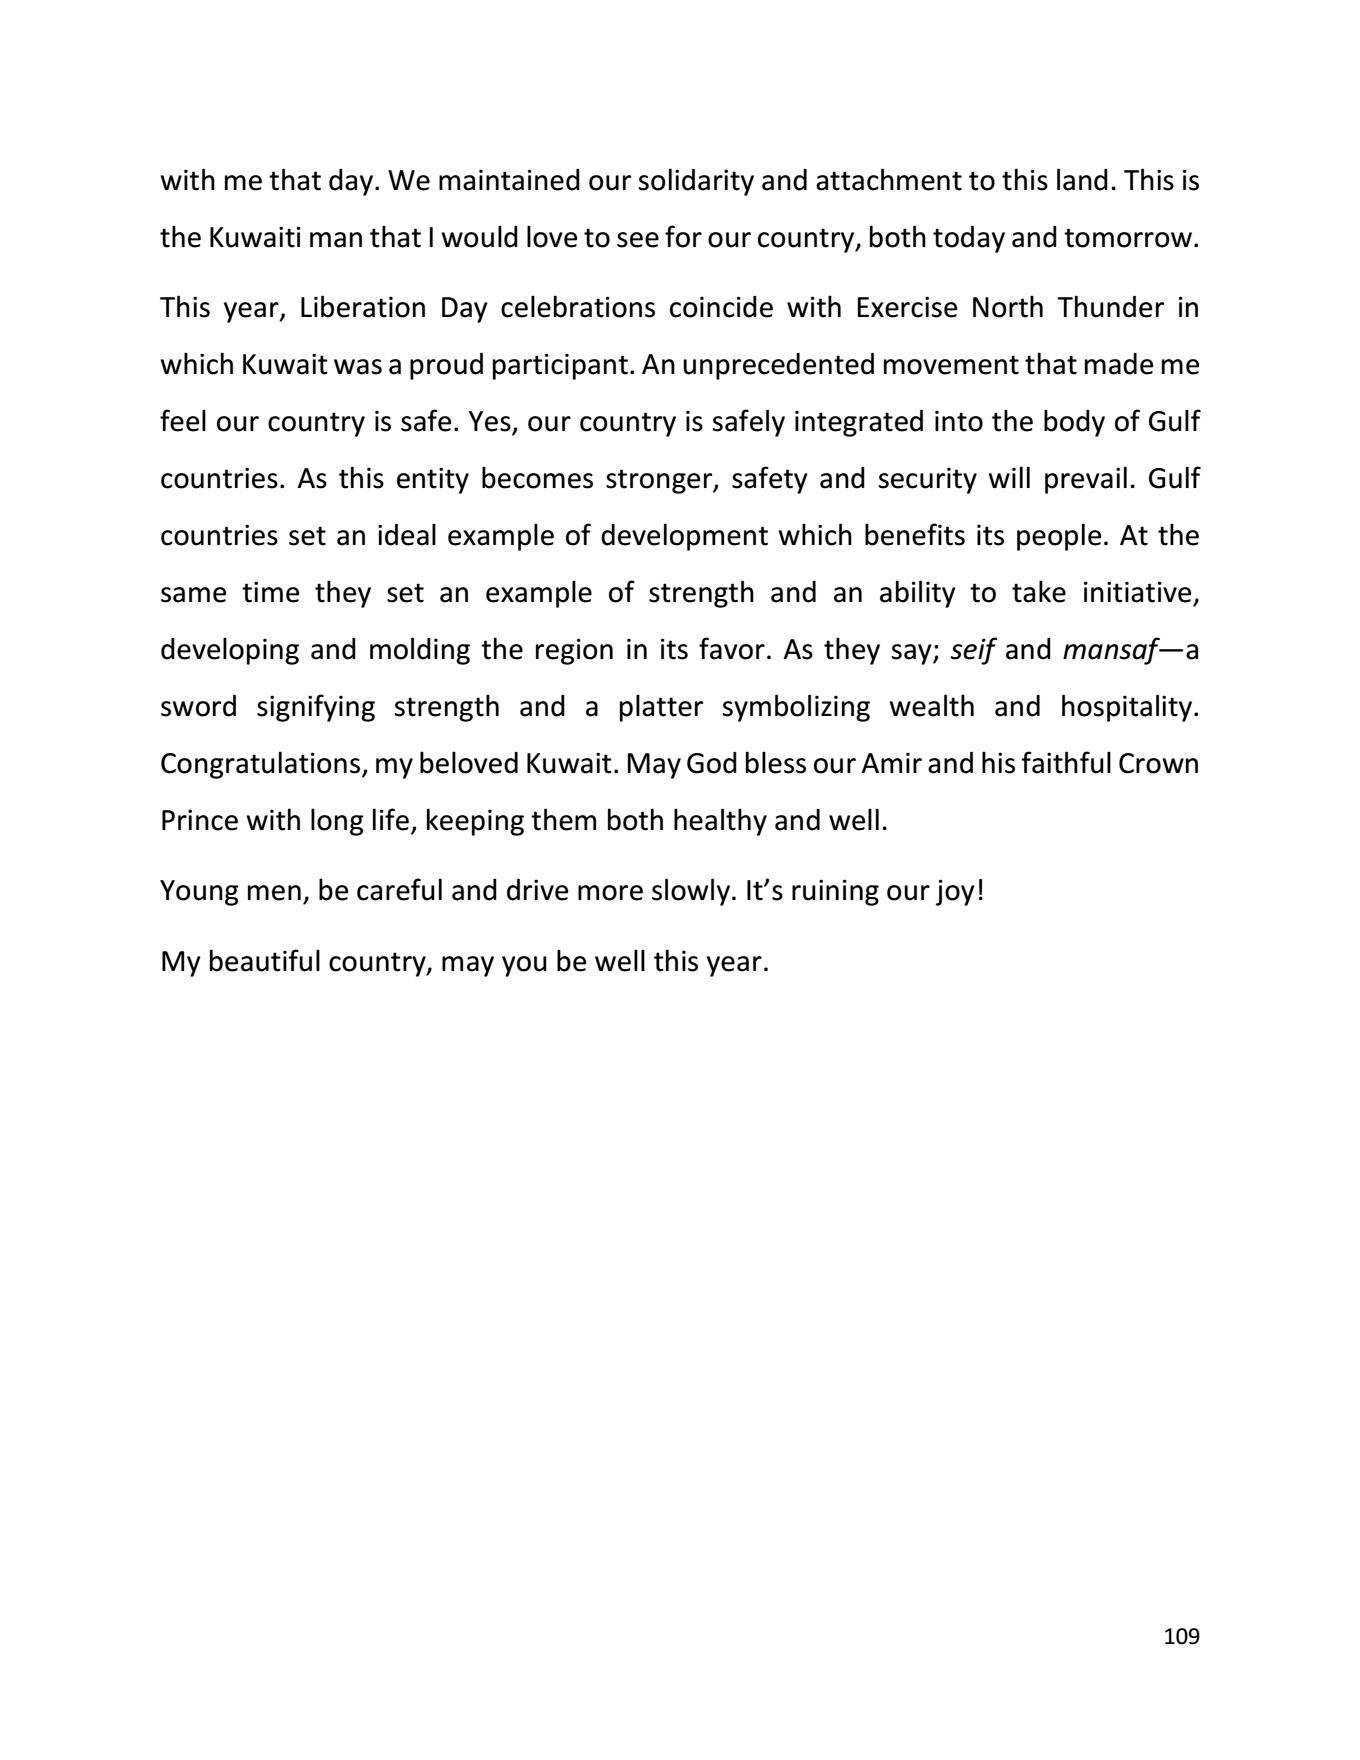 with me that day. We maintained our solidarity and attachment to this land. This is
the Kuwaiti man that I would love to see for our country, both today and tomorrow.
This year, Liberation Day celebrations coincide with Exercise North Thunder in
which Kuwait was a proud participant. An unprecedented movement that made me
feel our country is safe. Yes, our country is safely integrated into the body of Gulf
countries. As this entity becomes stronger, safety and security will prevail. Gulf
countries set an ideal example of development which benefits its people. At the
same time they set an example of strength and an ability to take initiative,
developing and molding the region in its favor. As they say; seif and mansaf—a
sword signifying strength and a platter symbolizing wealth and hospitality.
Congratulations, my beloved Kuwait. May God bless our Amir and his faithful Crown
Prince with long life, keeping them both healthy and well.
Young men, be careful and drive more slowly. It’s ruining our joy!
My beautiful country, may you be well this year.
109